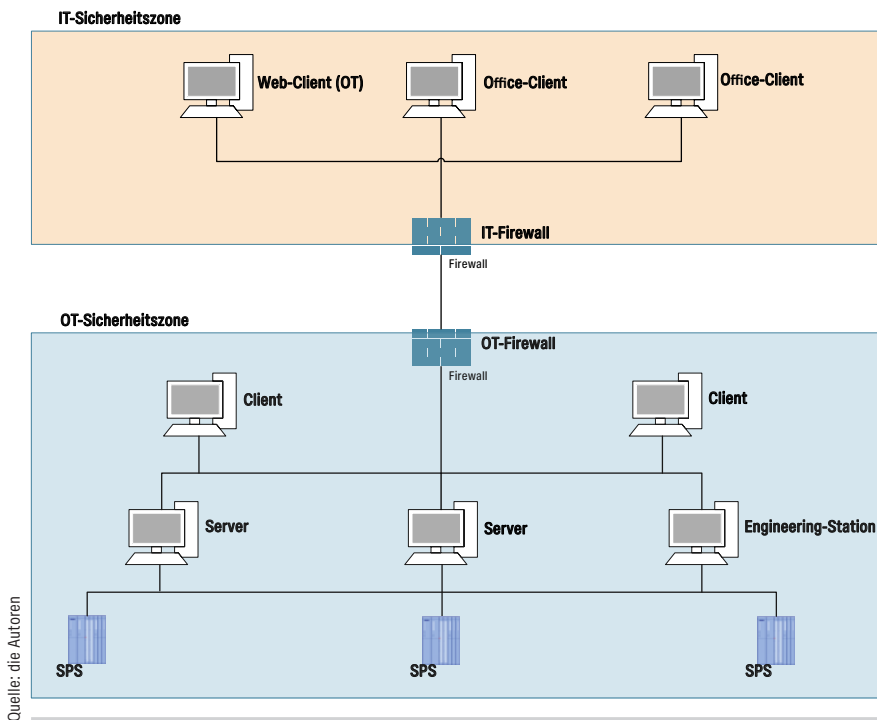 IT-Sicherheitszone
Web-Client (OT)
Office-Client
Office-Client
IT-Firewall
Firewall
OT-Sicherheitszone
OT-Firewall
Firewall
Client
Client
Server
Server
Engineering-Station
SPS
SPS
SPS
Quelle: die Autoren